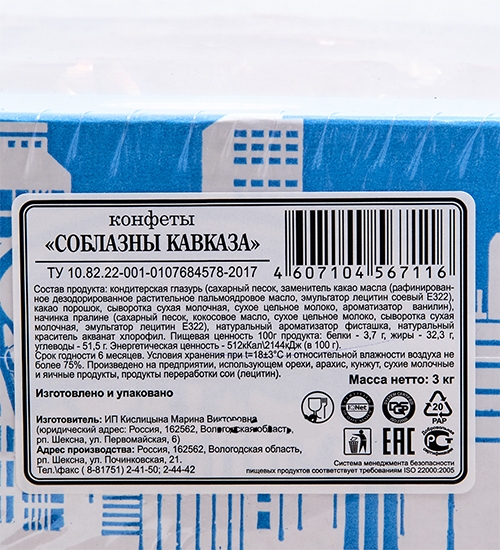 конфеты
«СОБЛАЗНЫ КАВКАЗА»
ТУ 10.82.22-001-0107684578-2017
4 607104 567116
Состав продукта: кондитерская глазурь (сахарный песок, заменитель какао масла (рафинирован-
ное дезодорированное растительное пальмоядровое масло, эмульгатор лецитин соевый Е322),
какао порошок, сыворотка сухая молочная, сухое цельное молоко, ароматизатор ванилин),
начинка пралине (сахарный песок, кокосовое масло, сухое цельное молоко, сыворотка сухая
молочная, эмульгатор лецитин Е322), натуральный ароматизатор фисташка, натуральный
краситель акванат хлорофил. Пищевая ценность 100г продукта: белки - 3,7 г, жиры - 32,3 г,
углеводы - 51,5 г. Энергетическая ценность - 512кКал\2144кДж (в 100 г).
Срок годности 6 месяцев. Условия хранения при t=18±3°С и относительной влажности воздуха не
более 75%. Произведено на предприятии, использующем орехи, арахис, кунжут, сухие молочные
и яичные продукты, продукты переработки сои (лецитин).
Масса нетто: 3 кг
Изготовлено и упаковано
Изготовитель: ИП Кислицына Марина Викторовна
(юридический адрес: Россия, 162562, Вологодская область,
рп. Шексна, ул. Первомайская, 6)
Адрес производства: Россия, 162562, Вологодская область,
рп. Шексна, ул. Починковская, 21.
Тел.\факс ( 8-81751) 2-41-50; 2-44-42
20
PAP
EAC
Система менеджмента безопасности
пищевых продуктов соответствует требованиям ISO 22000:2005